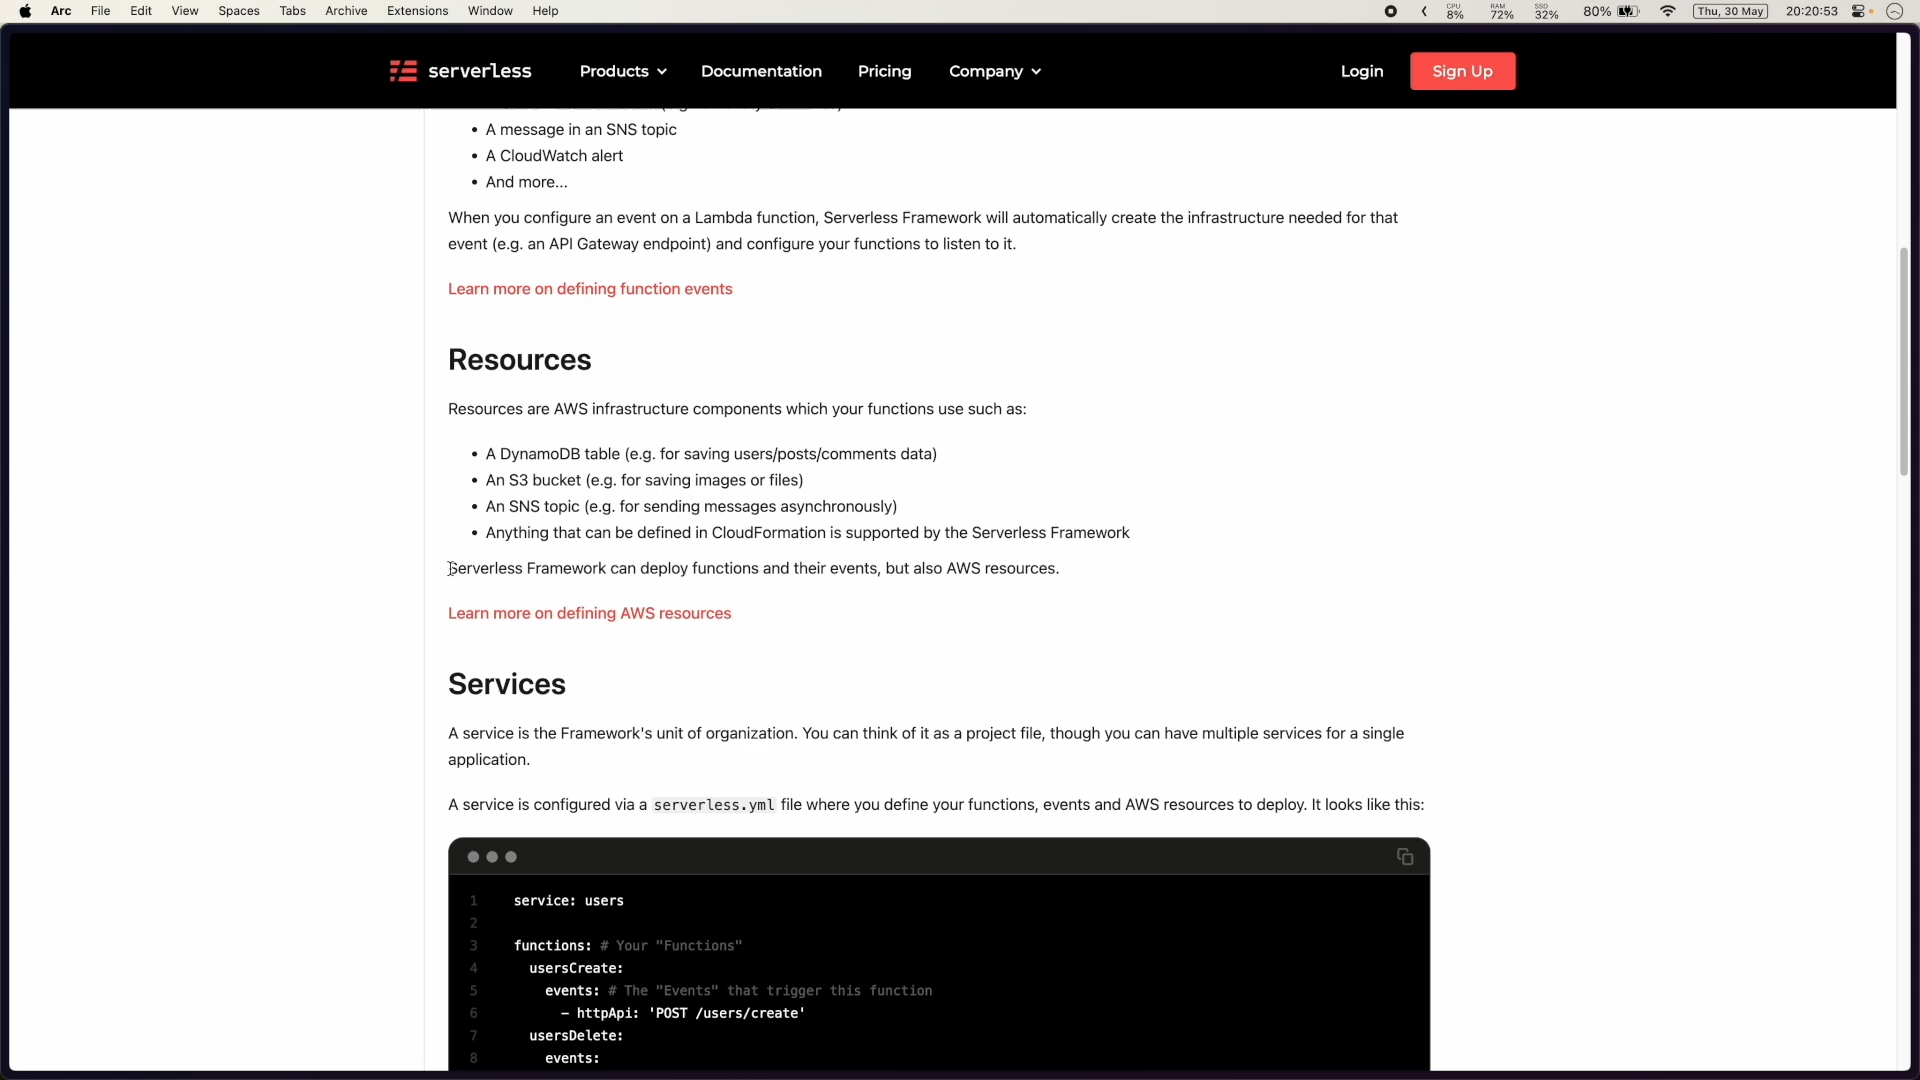 Arc File Edit View Spaces Tabs Archive Extensions Window Help CPU 8% RAM 72% SSD 32% 80% Thu, 30 May 20:20:53
serverless Products Documentation Pricing Company Login Sign Up
• A message in an SNS topic
• A CloudWatch alert
• And more...
When you configure an event on a Lambda function, Serverless Framework will automatically create the infrastructure needed for that
event (e.g. an API Gateway endpoint) and configure your functions to listen to it.
Learn more on defining function events
Resources
Resources are AWS infrastructure components which your functions use such as:
• A DynamoDB table (e.g. for saving users/posts/comments data)
• An S3 bucket (e.g. for saving images or files)
• An SNS topic (e.g. for sending messages asynchronously)
• Anything that can be defined in CloudFormation is supported by the Serverless Framework
Serverless Framework can deploy functions and their events, but also AWS resources.
Learn more on defining AWS resources
Services
A service is the Framework's unit of organization. You can think of it as a project file, though you can have multiple services for a single
application.
A service is configured via a serverless.yml file where you define your functions, events and AWS resources to deploy. It looks like this:
1 service: users
2
3 functions: # Your "Functions"
4 usersCreate:
5 events: # The "Events" that trigger this function
6 - httpApi: 'POST /users/create'
7 usersDelete:
8 events: